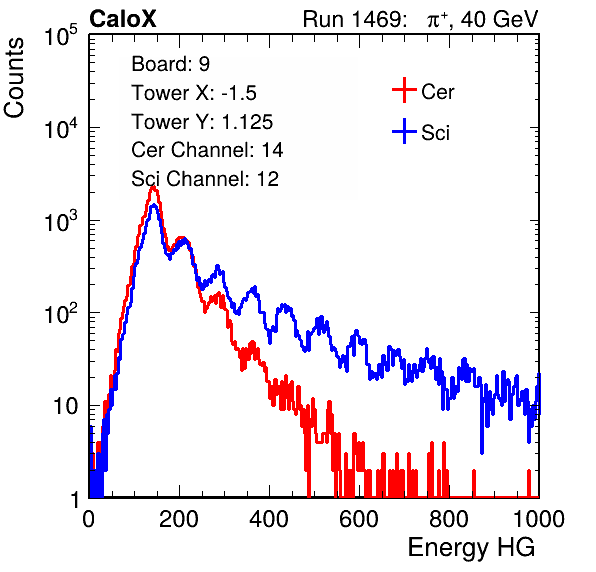 CaloX Run 1469: π⁺, 40 GeV
Counts
10⁵
10⁴
10³
10²
10
1
Board: 9
Tower X: -1.5
Tower Y: 1.125
Cer Channel: 14
Sci Channel: 12
Cer
Sci
0 200 400 600 800 1000
Energy HG